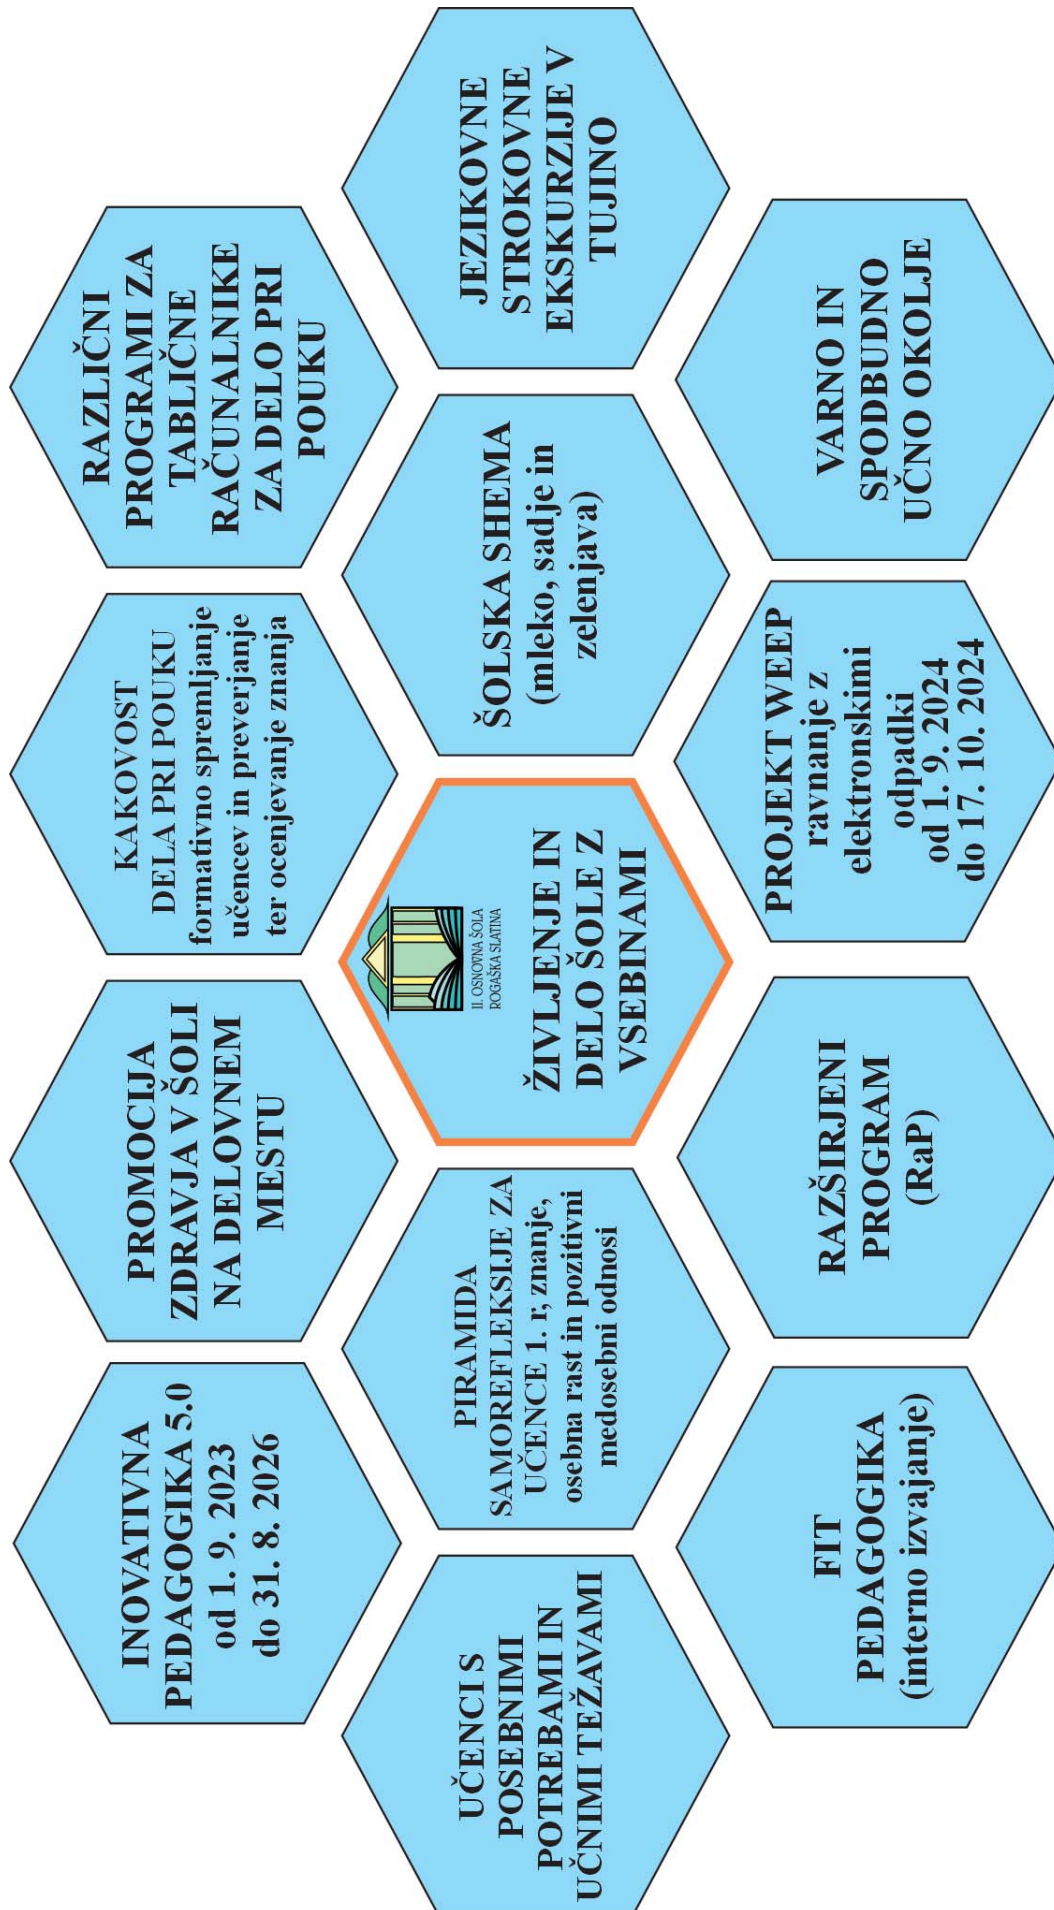 INOVATIVNA
PEDAGOGIKA 5.0
od 1. 9. 2023
do 31. 8. 2026
PROMOCIJA
ZDRAVJA V ŠOLI
NA DELOVNEM
MESTU
KAKOVOST
DELA PRI POUKU
formativno spremljanje
učencev in preverjanje
ter ocenjevanje znanja
RAZLIČNI
PROGRAMI ZA
TABLIČNE
RAČUNALNIKE
ZA DELO PRI
POUKU
UČENCI S
POSEBNIMI
POTREBAMI IN
UČNIMI TEŽAVAMI
PIRAMIDA
SAMOREFLEKSIJE ZA
UČENCE 1. r, znanje,
osebna rast in pozitivni
medosebni odnosi
II. OSNOVNA ŠOLA
ROGAŠKA SLATINA
ŽIVLJENJE IN
DELO ŠOLE Z
VSEBINAMI
ŠOLSKA SHEMA
(mleko, sadje in
zelenjava)
JEZIKOVNE
STROKOVNE
EKSKURZIJE V
TUJINO
FIT
PEDAGOGIKA
(interno izvajanje)
RAZŠIRJENI
PROGRAM
(RaP)
PROJEKT WEEP
ravnanje z
elektronskimi
odpadki
od 1. 9. 2024
do 17. 10. 2024
VARNO IN
SPODBUDNO
UČNO OKOLJE